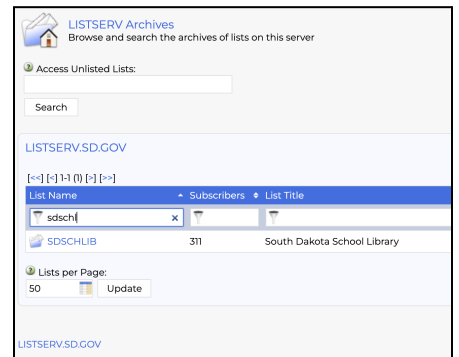 LISTSERV Archives
Browse and search the archives of lists on this server
Access Unlisted Lists:
Search
LISTSERV.SD.GOV
[<<] [<] 1-1 (1) [>] [>>]
List Name Subscribers List Title
sdschl
SDSCHLIB 311 South Dakota School Library
Lists per Page:
50 Update
LISTSERV.SD.GOV